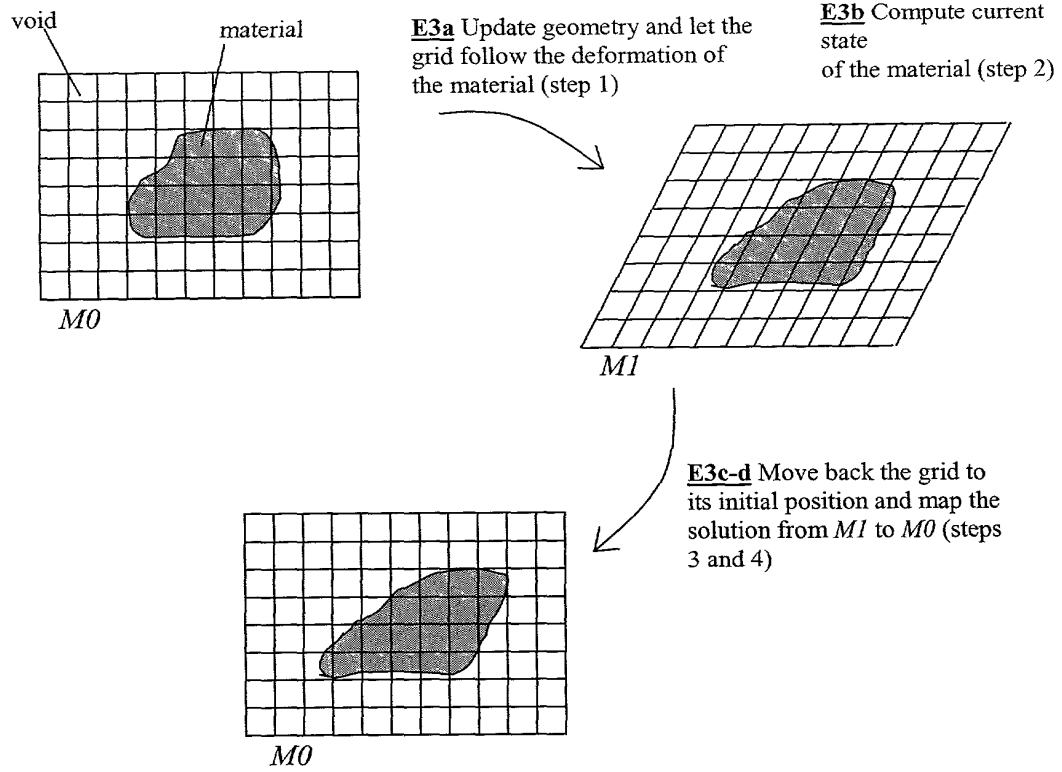 void
material
E3a Update geometry and let the
grid follow the deformation of
the material (step 1)
E3b Compute current
state
of the material (step 2)
M0
M1
E3c-d Move back the grid to
its initial position and map the
solution from M1 to M0 (steps
3 and 4)
M0